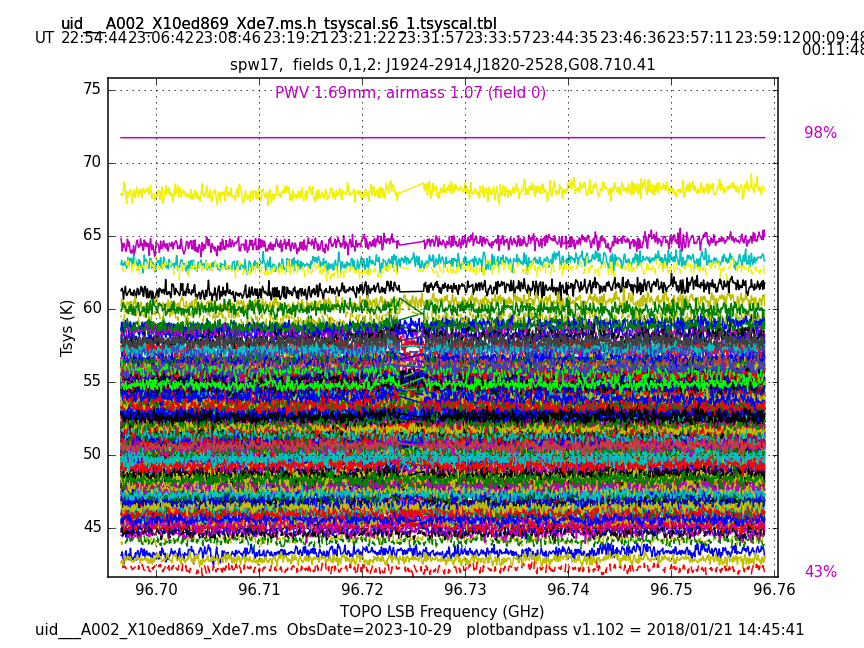 uid___A002_X10ed869_Xde7.ms.h_tsyscal.s6_1.tsyscal.tbl
UT 22:54:44 23:06:42 23:08:46 23:19:21 23:21:22 23:31:57 23:33:57 23:44:35 23:46:36 23:57:11 23:59:12 00:09:48
00:11:48
spw17, fields 0,1,2: J1924-2914,J1820-2528,G08.710.41
75
PWV 1.69mm, airmass 1.07 (field 0)
98%
70
65
60
Tsys (K)
55
50
45
43%
96.70 96.71 96.72 96.73 96.74 96.75 96.76
TOPO LSB Frequency (GHz)
uid___A002_X10ed869_Xde7.ms ObsDate=2023-10-29 plotbandpass v1.102 = 2018/01/21 14:45:41